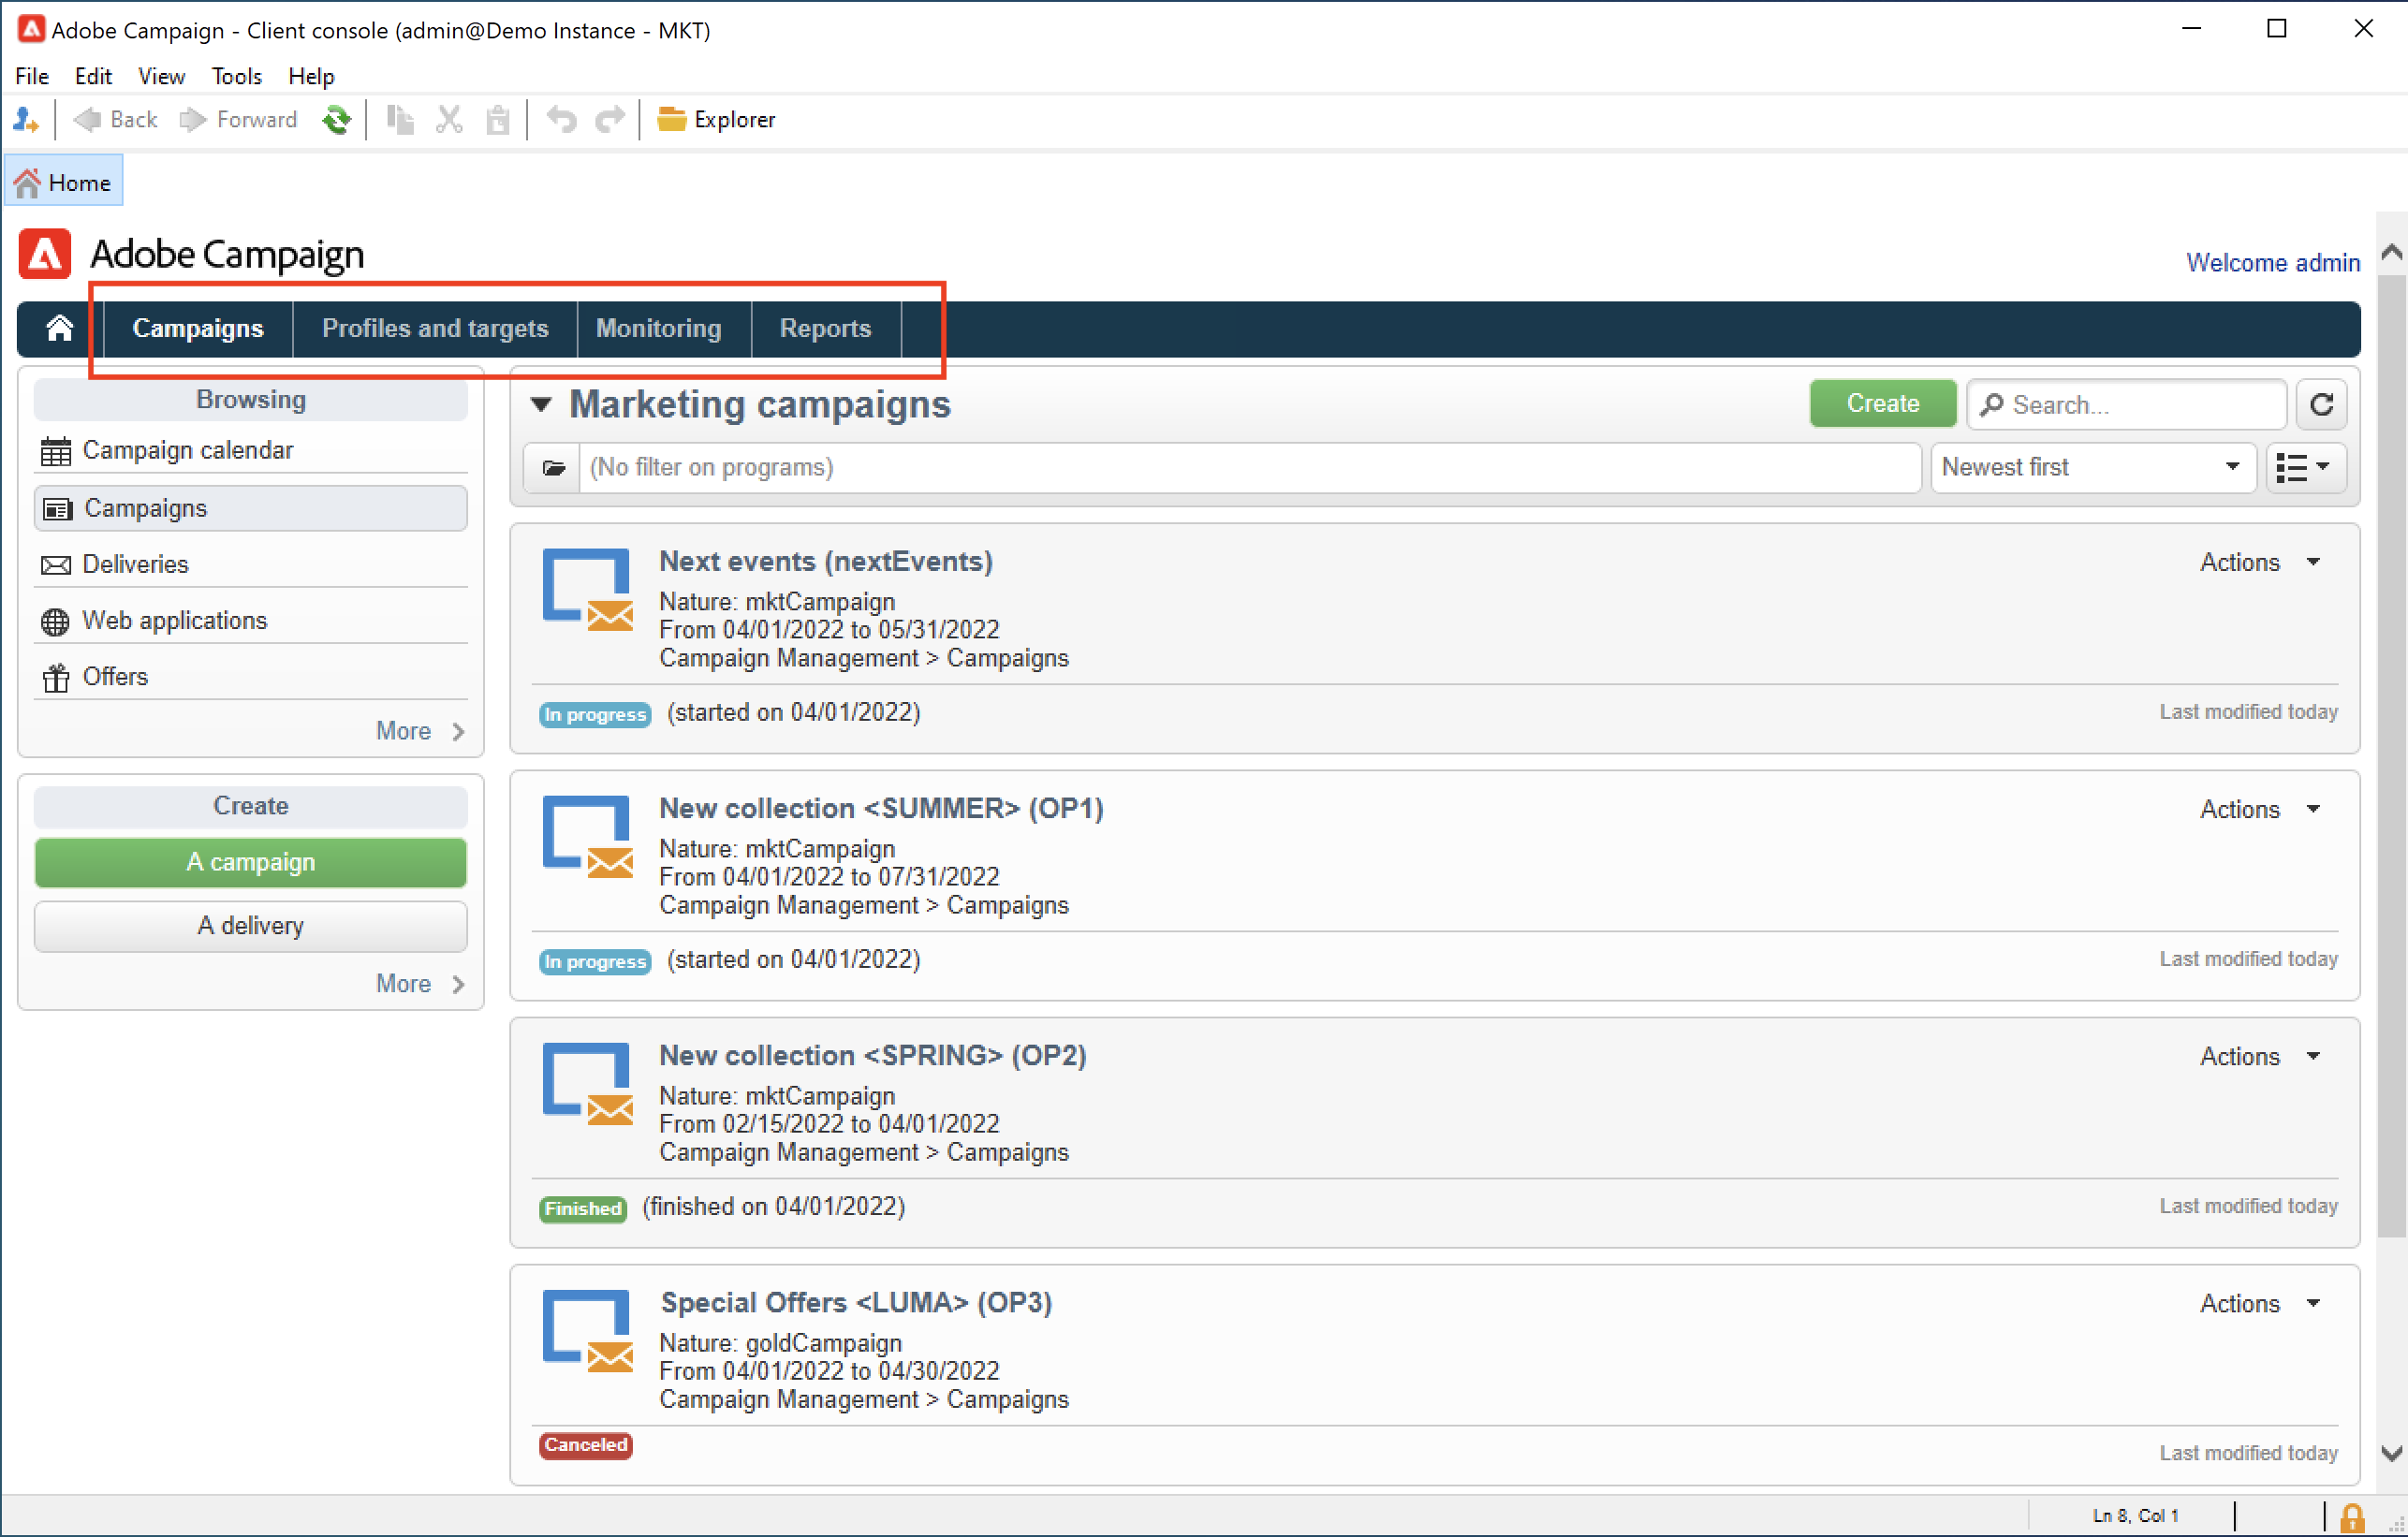 Adobe Campaign - Client console (admin@Demo Instance - MKT)
File Edit View Tools Help
Back Forward Explorer
Home
Adobe Campaign
Welcome admin
Campaigns Profiles and targets Monitoring Reports
Browsing
Campaign calendar
Campaigns
Deliveries
Web applications
Offers
More
Create
A campaign
A delivery
More
Marketing campaigns
Create
Search...
(No filter on programs)
Newest first
Next events (nextEvents)
Actions
Nature: mktCampaign
From 04/01/2022 to 05/31/2022
Campaign Management > Campaigns
In progress (started on 04/01/2022)
Last modified today
New collection <SUMMER> (OP1)
Actions
Nature: mktCampaign
From 04/01/2022 to 07/31/2022
Campaign Management > Campaigns
In progress (started on 04/01/2022)
Last modified today
New collection <SPRING> (OP2)
Actions
Nature: mktCampaign
From 02/15/2022 to 04/01/2022
Campaign Management > Campaigns
Finished (finished on 04/01/2022)
Last modified today
Special Offers <LUMA> (OP3)
Actions
Nature: goldCampaign
From 04/01/2022 to 04/30/2022
Campaign Management > Campaigns
Canceled
Last modified today
Ln 8, Col 1